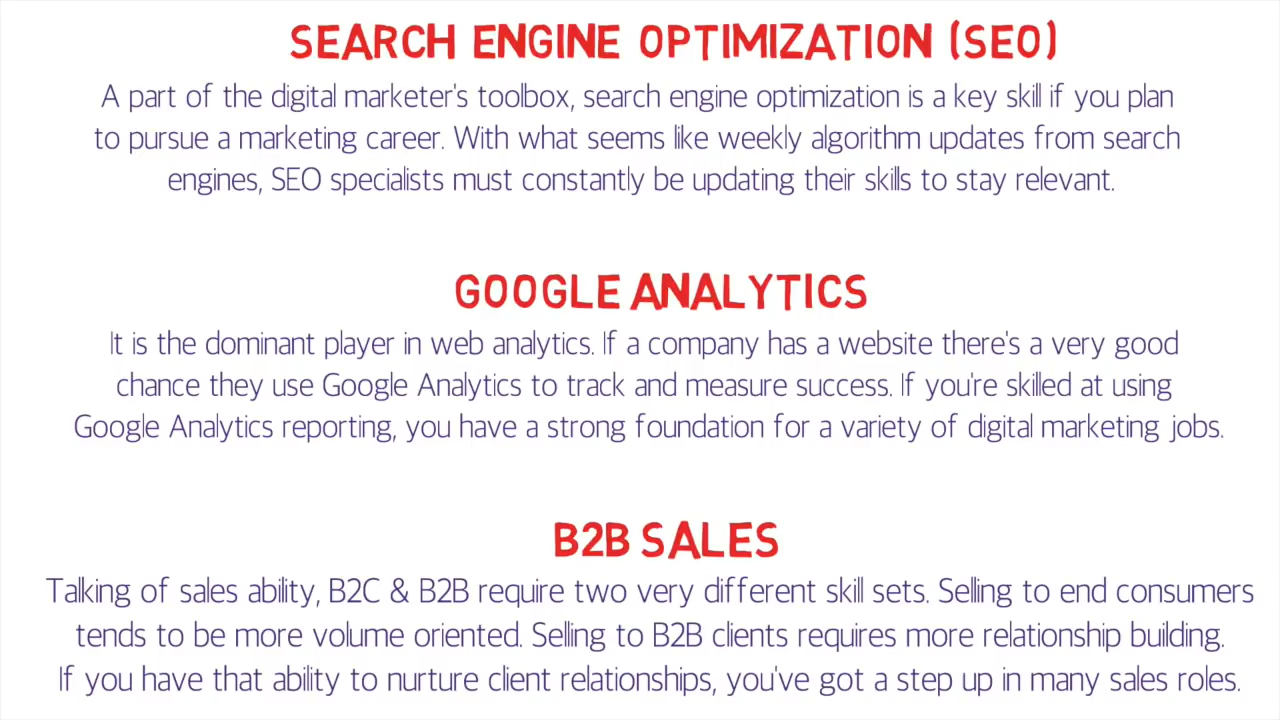 SEARCH ENGINE OPTIMIZATION (SEO)
A part of the digital marketer's toolbox, search engine optimization is a key skill if you plan
to pursue a marketing career. With what seems like weekly algorithm updates from search
engines, SEO specialists must constantly be updating their skills to stay relevant.
GOOGLE ANALYTICS
It is the dominant player in web analytics. If a company has a website there's a very good
chance they use Google Analytics to track and measure success. If you're skilled at using
Google Analytics reporting, you have a strong foundation for a variety of digital marketing jobs.
B2B SALES
Talking of sales ability, B2C & B2B require two very different skill sets. Selling to end consumers
tends to be more volume oriented. Selling to B2B clients requires more relationship building.
If you have that ability to nurture client relationships, you've got a step up in many sales roles.